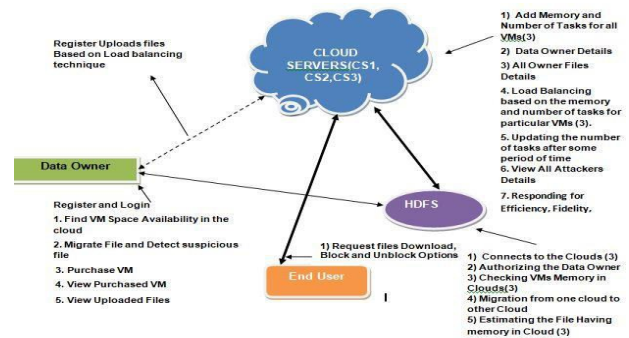 Register Uploads files
Based on Load balancing
technique
CLOUD
SERVERS(CS1,
CS2,CS3)
1) Add Memory and
Number of Tasks for all
VMs(3)
2) Data Owner Details
3) All Owner Files
Details
4. Load Balancing
based on the memory
and number of tasks for
particular VMs (3).
5. Updating the number
of tasks after some
period of time
6. View All Attackers
Details
7. Responding for
Efficiency, Fidelity,
Data Owner
Register and Login
1. Find VM Space Availability in the
cloud
2. Migrate File and Detect suspicious
file
3. Purchase VM
4. View Purchased VM
5. View Uploaded Files
HDFS
1) Request files Download,
Block and Unblock Options
End User
1) Connects to the Clouds (3)
2) Authorizing the Data Owner
3) Checking VMs Memory in
Clouds(3)
4) Migration from one cloud to
other Cloud
5) Estimating the File Having
memory in Cloud (3)